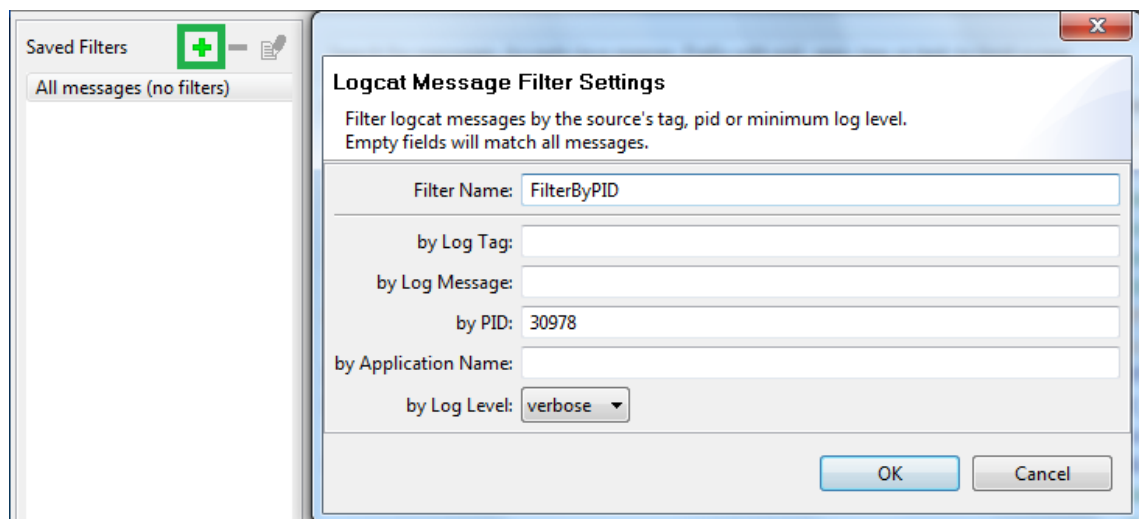 Saved Filters
All messages (no filters)
Logcat Message Filter Settings
Filter logcat messages by the source's tag, pid or minimum log level.
Empty fields will match all messages.
Filter Name: FilterByPID
by Log Tag:
by Log Message:
by PID: 30978
by Application Name:
by Log Level: verbose
OK Cancel